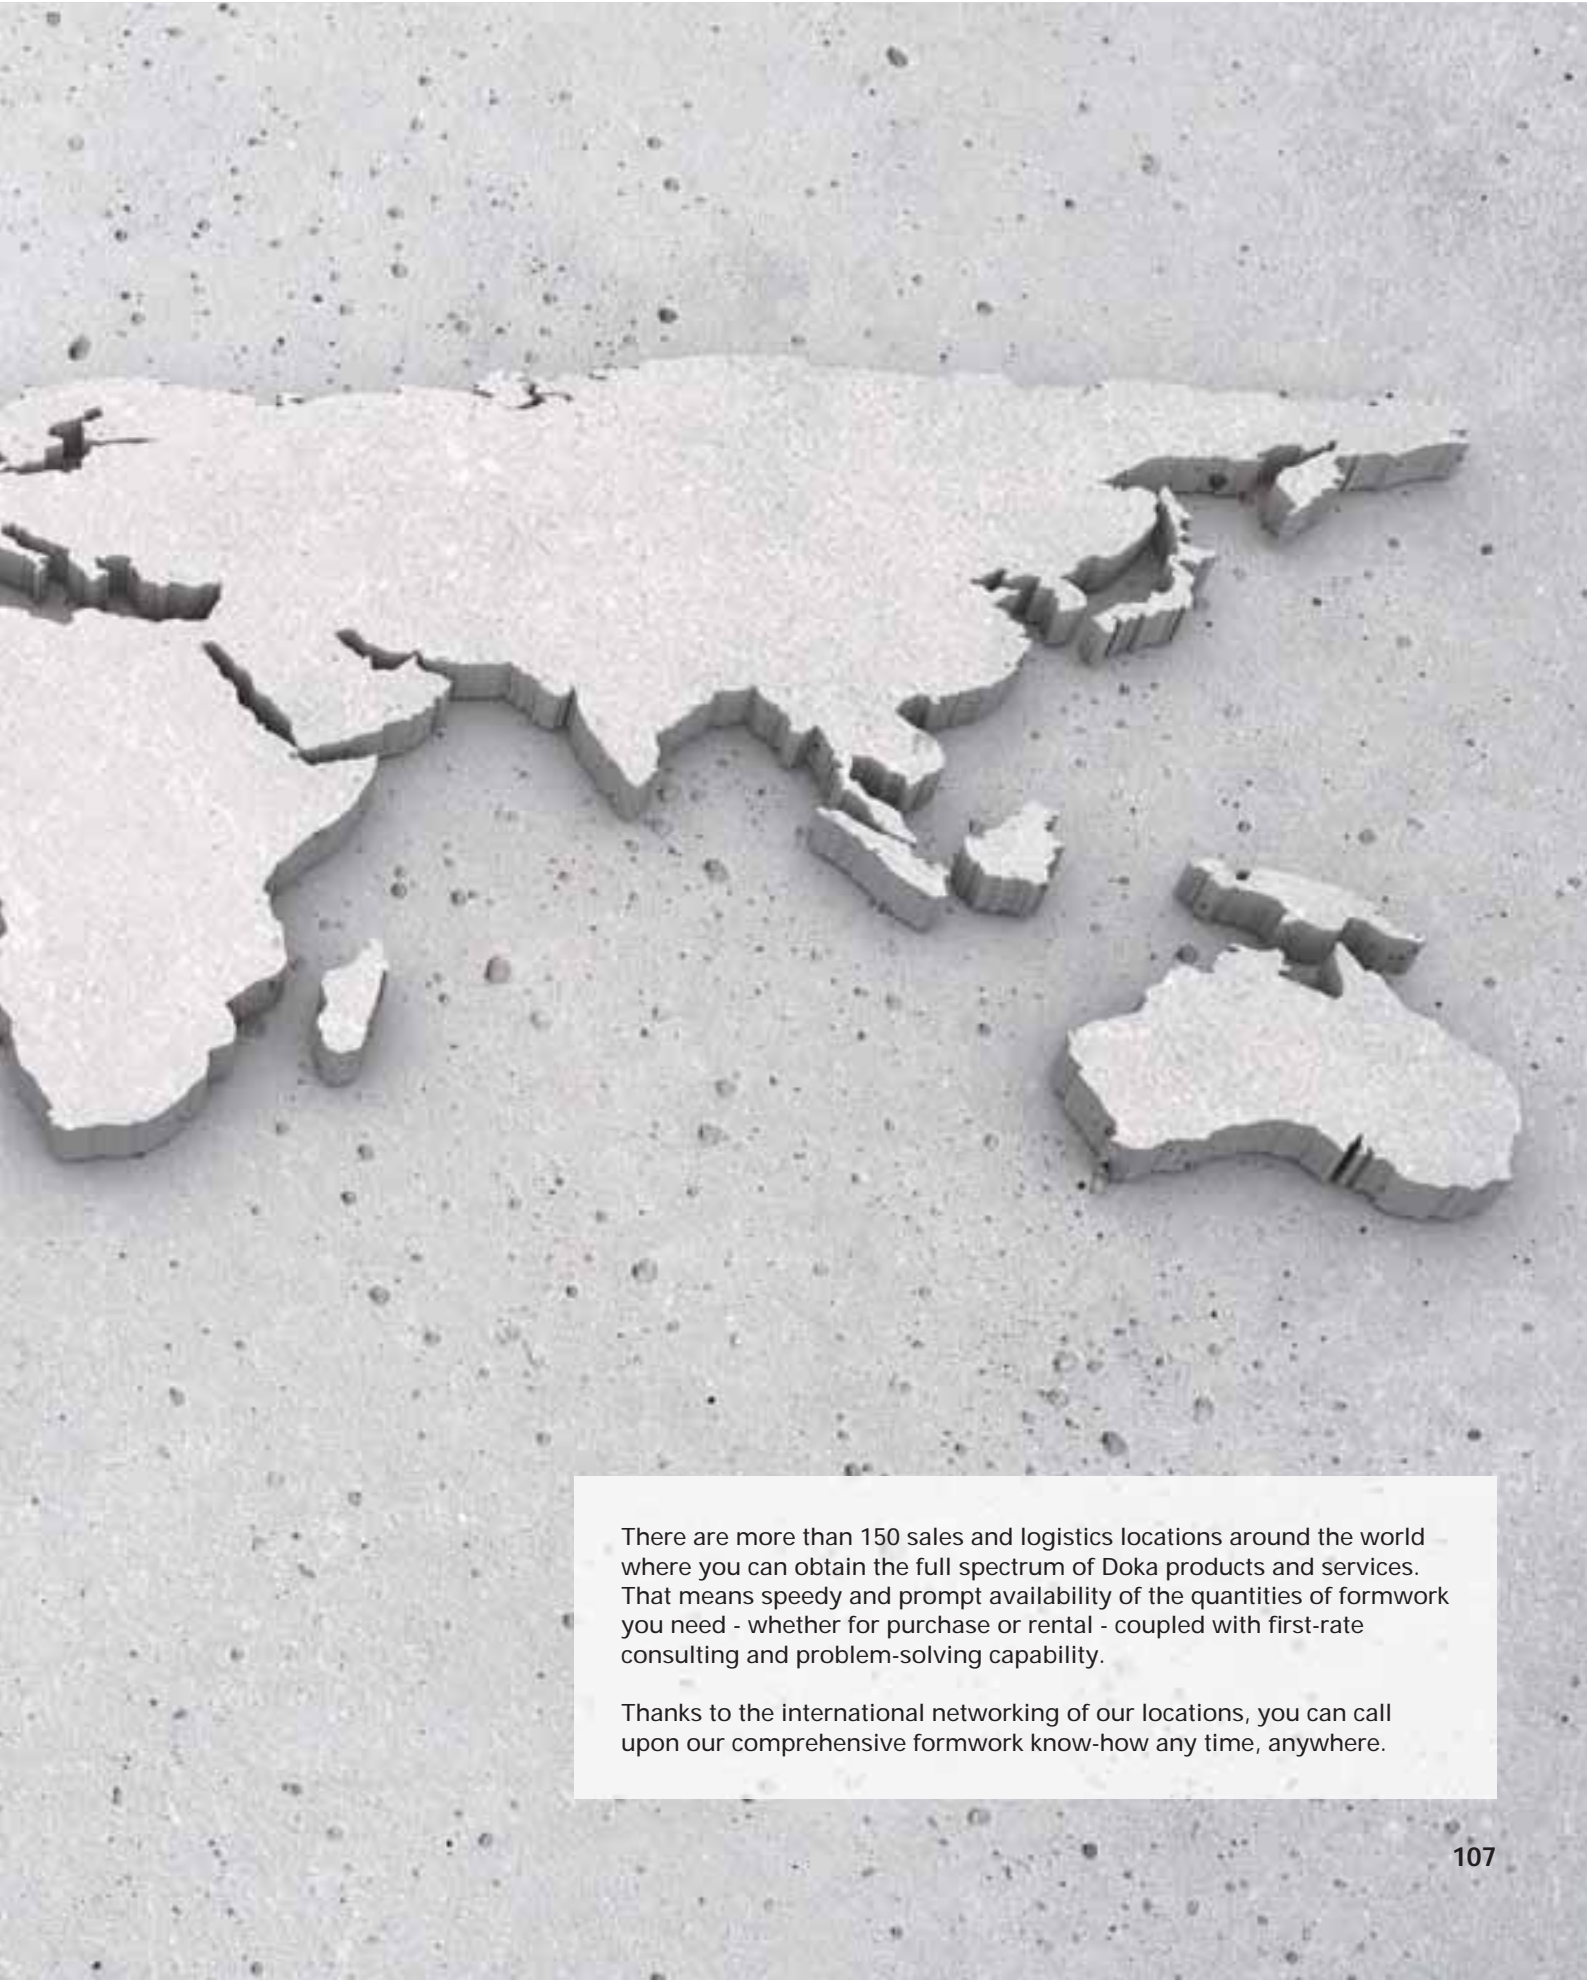 There are more than 150 sales and logistics locations around the world
where you can obtain the full spectrum of Doka products and services.
That means speedy and prompt availability of the quantities of formwork
you need - whether for purchase or rental - coupled with first-rate
consulting and problem-solving capability.
Thanks to the international networking of our locations, you can call
upon our comprehensive formwork know-how any time, anywhere.
107